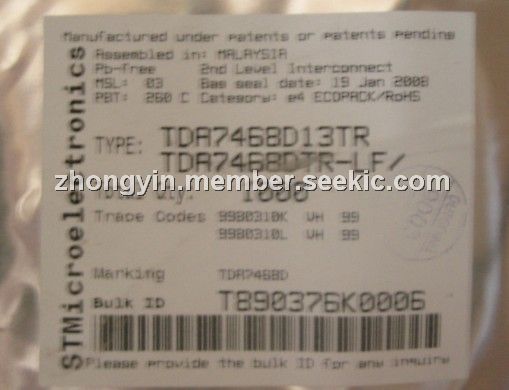 Manufactured under patents or patents pending
STMicroelectronics
Assembled in: MALAYSIA
Pb-free 2nd Level Interconnect
MSL: 03 Bag seal date: 19 Jan 2008
PBT: 260 C Category: e4 ECOPACK/RoHS
TYPE: TDA7468D13TR
TDA7468DTR-LF/
zhongyin.member.seekic.com
Total Qty: 1000
Trace Codes 9980310K VH 99
9980310L VH 99
Marking TDA7468D
Bulk ID T890376K0006
Please provide the bulk ID for any inquiry